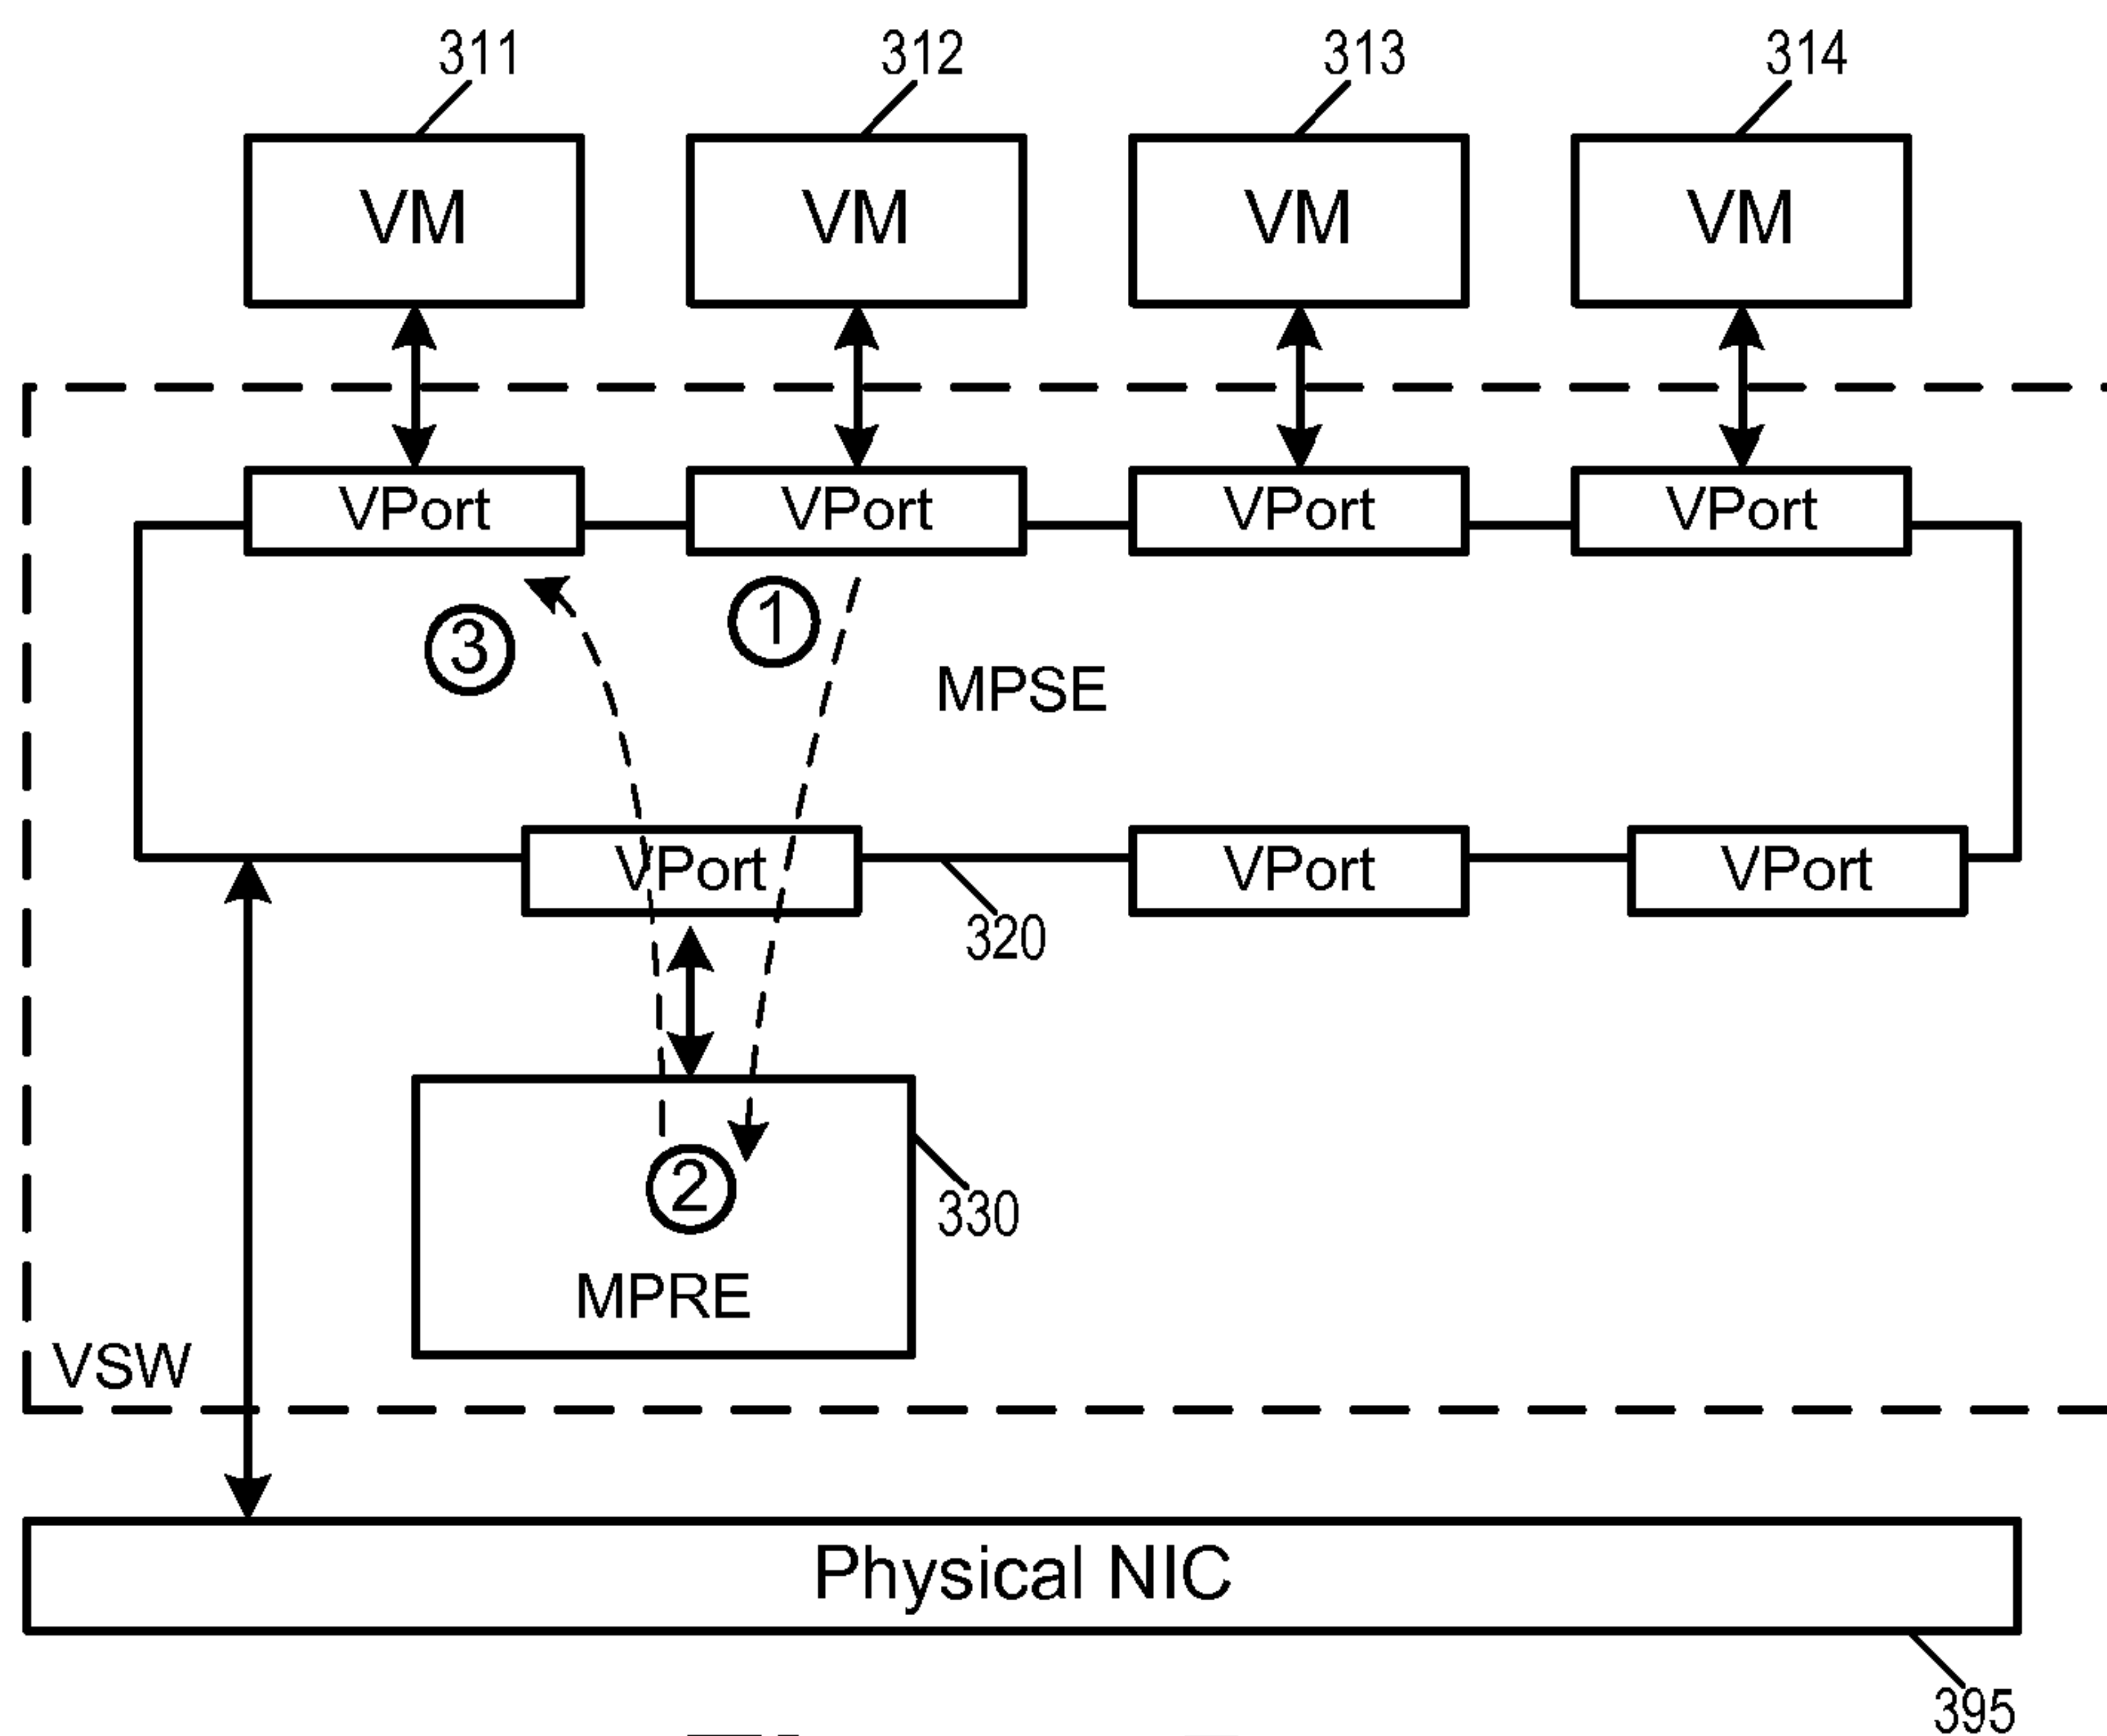 311
312
313
314
VM
VM
VM
VM
VPort
VPort
VPort
VPort
3
1
MPSE
VPort
VPort
VPort
320
2
330
MPRE
VSW
Physical NIC
395